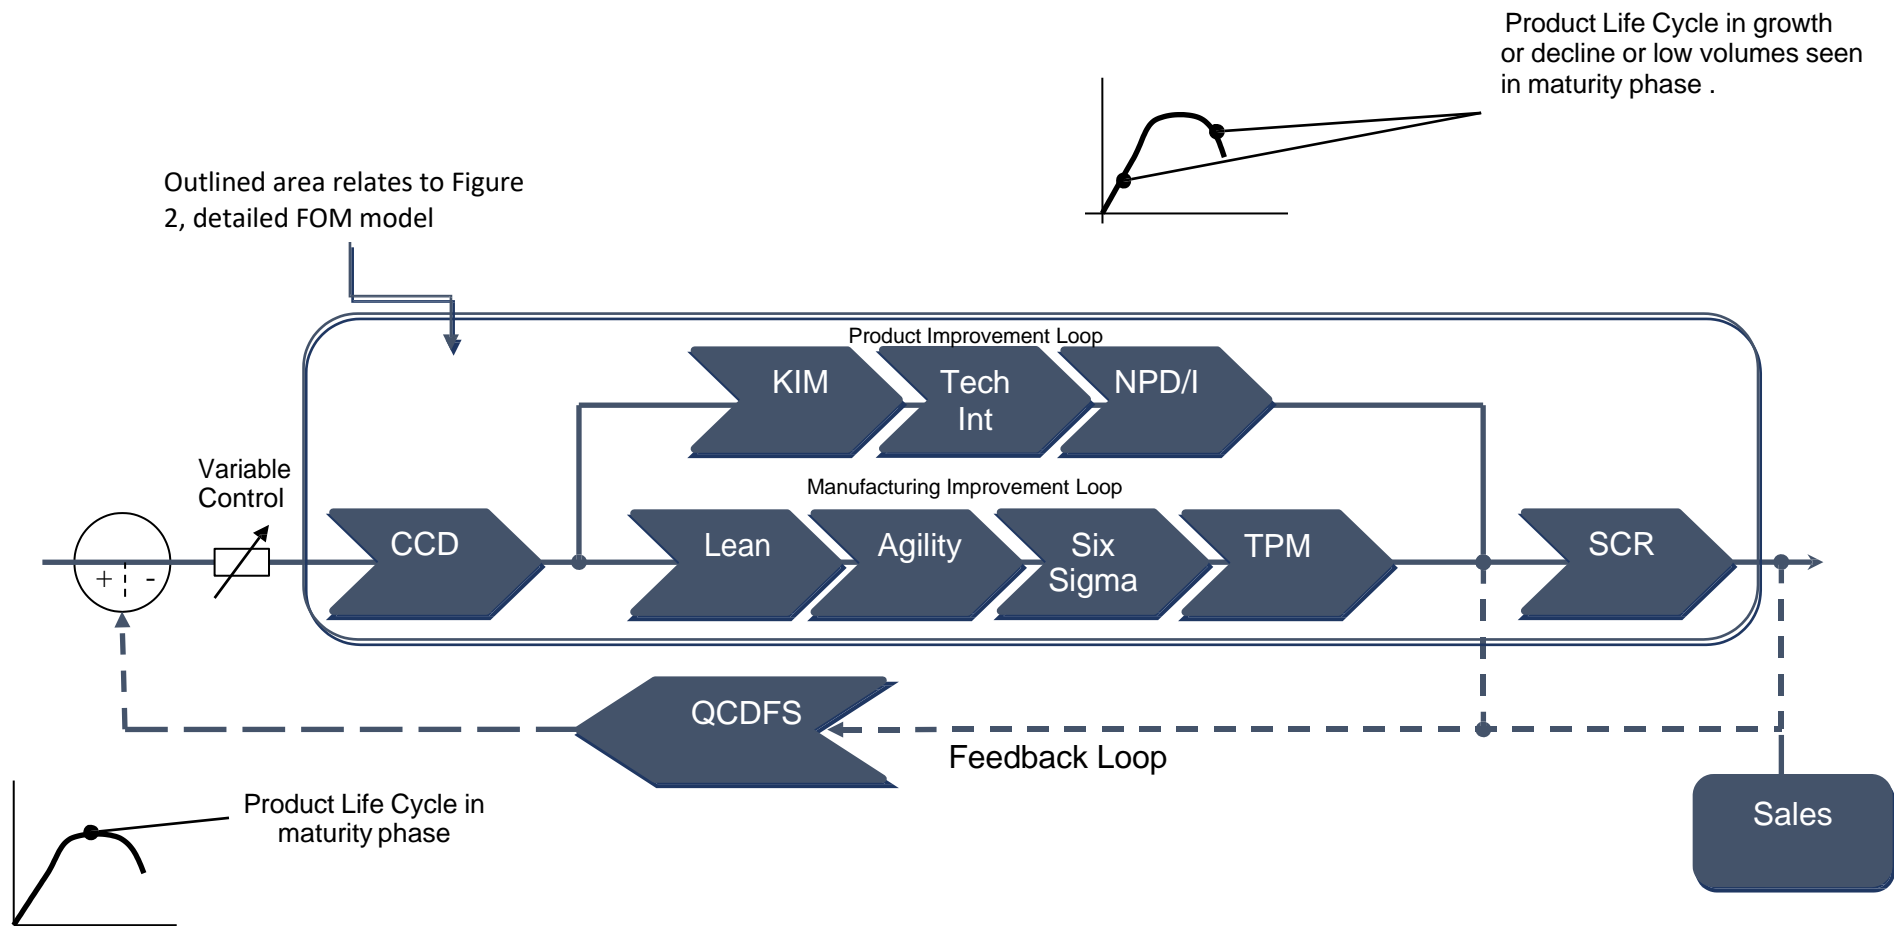 Product Life Cycle in growth
or decline or low volumes seen
in maturity phase .
Outlined area relates to Figure
2, detailed FOM model
Product Improvement Loop
KIM
Tech
Int
NPD/I
Variable
Control
Manufacturing Improvement Loop
CCD
Lean
Agility
Six
Sigma
TPM
SCR
+ -
QCDFS
Feedback Loop
Product Life Cycle in
maturity phase
Sales